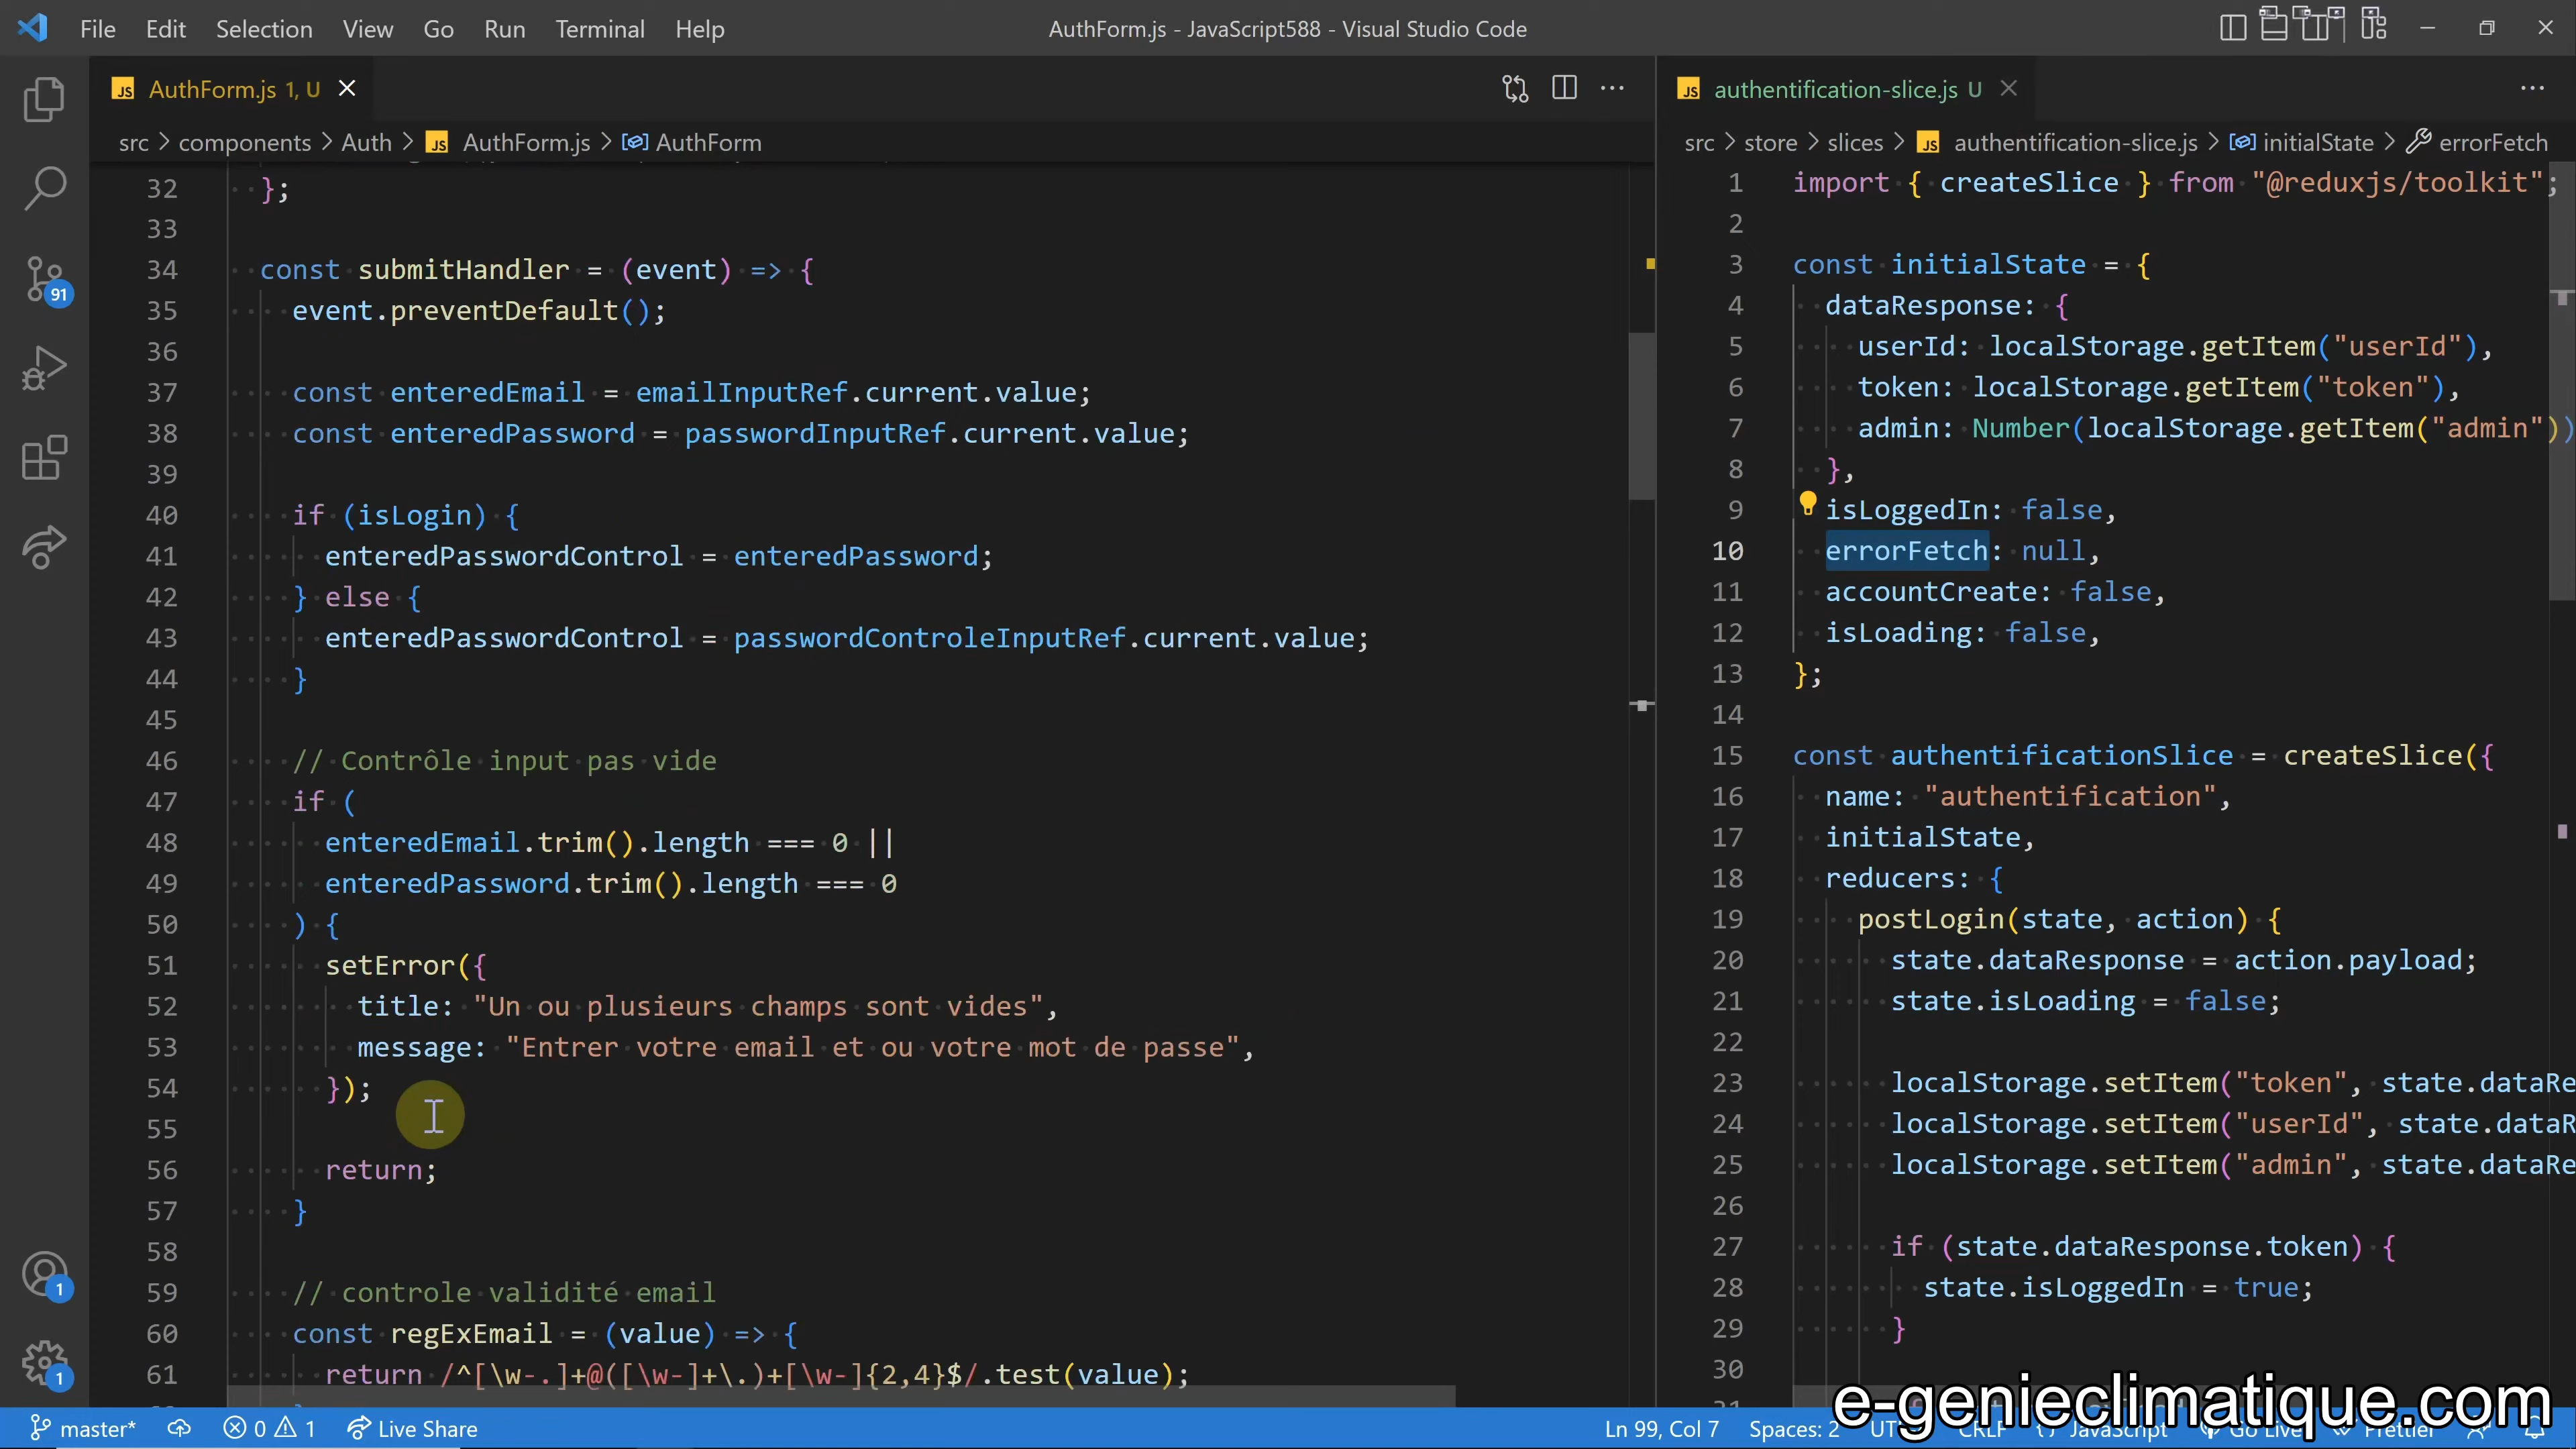 File Edit Selection View Go Run Terminal Help
AuthForm.js - JavaScript588 - Visual Studio Code
AuthForm.js 1, U
src > components > Auth > AuthForm.js > AuthForm
32 };
33
34 const submitHandler = (event) => {
35 event.preventDefault();
36
37 const enteredEmail = emailInputRef.current.value;
38 const enteredPassword = passwordInputRef.current.value;
39
40 if (isLogin) {
41 enteredPasswordControl = enteredPassword;
42 } else {
43 enteredPasswordControl = passwordControleInputRef.current.value;
44 }
45
46 // Contrôle input pas vide
47 if (
48 enteredEmail.trim().length === 0 ||
49 enteredPassword.trim().length === 0
50 ) {
51 setError({
52 title: "Un ou plusieurs champs sont vides",
53 message: "Entrer votre email et ou votre mot de passe",
54 });
55
56 return;
57 }
58
59 // controle validité email
60 const regExEmail = (value) => {
61 return /^[\w-.]+@([\w-]+\.)+[\w-]{2,4}$/.test(value);
authentification-slice.js U
src > store > slices > authentification-slice.js > initialState > errorFetch
1 import { createSlice } from "@reduxjs/toolkit";
2
3 const initialState = {
4 dataResponse: {
5 userId: localStorage.getItem("userId"),
6 token: localStorage.getItem("token"),
7 admin: Number(localStorage.getItem("admin"))
8 },
9 isLoggedIn: false,
10 errorFetch: null,
11 accountCreate: false,
12 isLoading: false,
13 };
14
15 const authentificationSlice = createSlice({
16 name: "authentification",
17 initialState,
18 reducers: {
19 postLogin(state, action) {
20 state.dataResponse = action.payload;
21 state.isLoading = false;
22
23 localStorage.setItem("token", state.dataRe
24 localStorage.setItem("userId", state.dataR
25 localStorage.setItem("admin", state.dataRe
26
27 if (state.dataResponse.token) {
28 state.isLoggedIn = true;
29 }
30
91
1
1
e-genieclimatique.com
master* 0 1 Live Share
Ln 99, Col 7 Spaces: 2 CRLF JavaScript Go Live Prettier